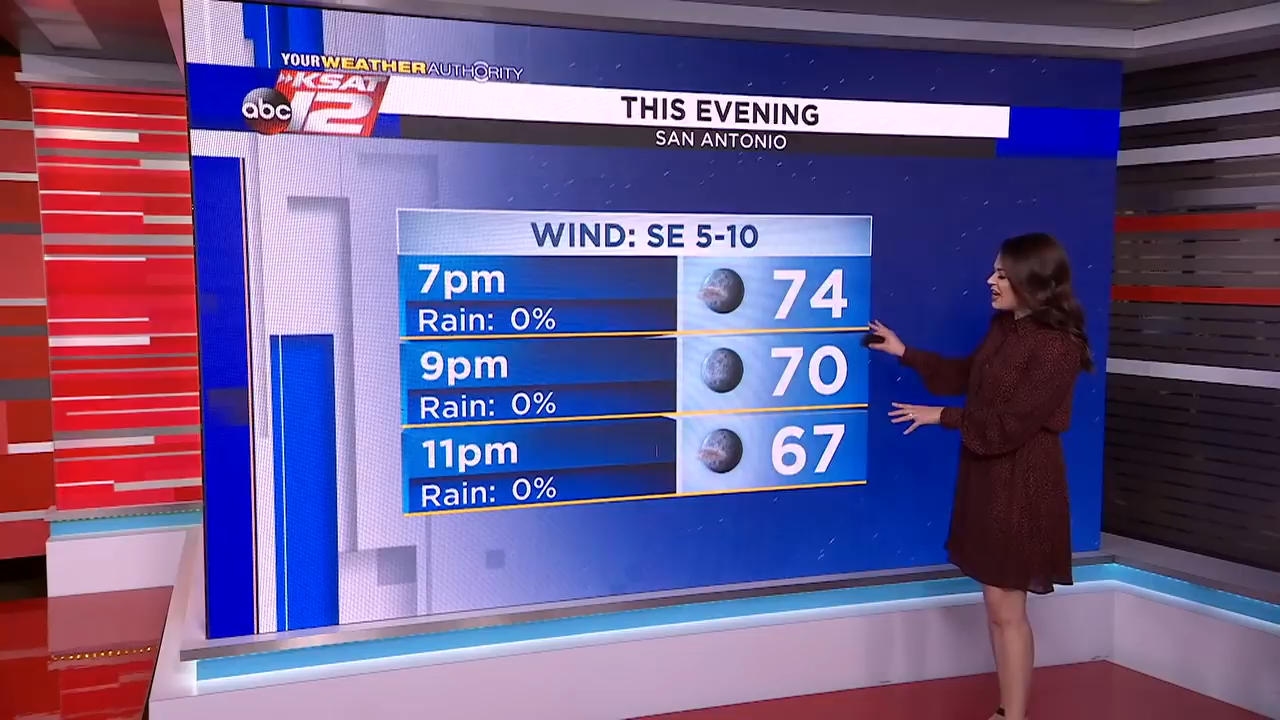 YOUR WEATHER AUTHORITY
KSAT
abc 12
THIS EVENING
SAN ANTONIO
WIND: SE 5-10
7pm 74
Rain: 0%
9pm 70
Rain: 0%
11pm 67
Rain: 0%